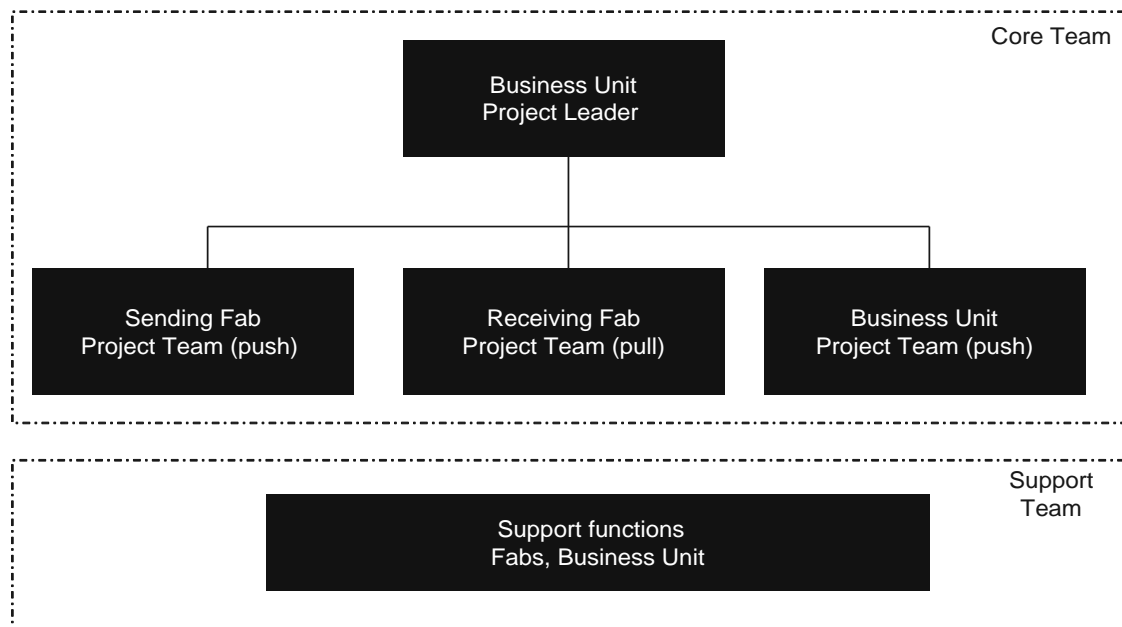 Core Team
Business Unit
Project Leader
Sending Fab
Project Team (push)
Receiving Fab
Project Team (pull)
Business Unit
Project Team (push)
Support
Team
Support functions
Fabs, Business Unit